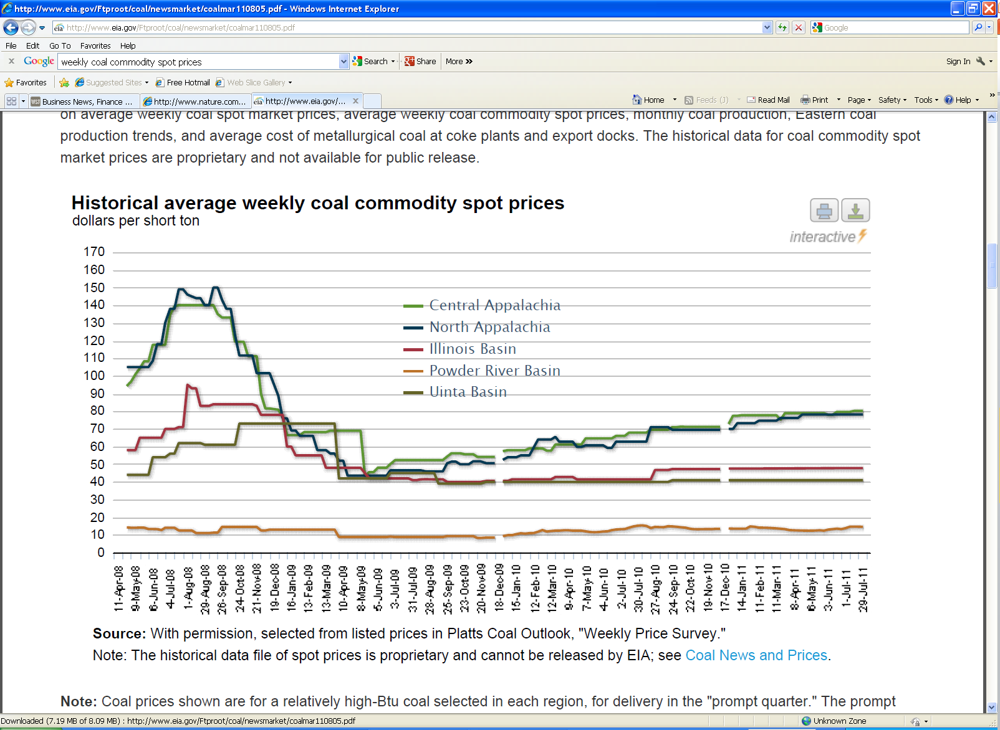 http://www.eia.gov/Ftproot/coal/newsmarket/coalmar110805.pdf - Windows Internet Explorer
http://www.eia.gov/Ftproot/coal/newsmarket/coalmar110805.pdf
Google
File Edit Go To Favorites Help
x Google weekly coal commodity spot prices Search Share More » Sign In
Favorites Suggested Sites Free Hotmail Web Slice Gallery
Business News, Finance ... http://www.nature.com... http://www.eia.gov/... Home Feeds (J) Read Mail Print Page Safety Tools Help »
on average weekly coal spot market prices, average weekly coal commodity spot prices, monthly coal production, Eastern coal
production trends, and average cost of metallurgical coal at coke plants and export docks. The historical data for coal commodity spot
market prices are proprietary and not available for public release.
Historical average weekly coal commodity spot prices
dollars per short ton
interactive
170
160
150
140
130
120
110
100
90
80
70
60
50
40
30
20
10
0
Central Appalachia
North Appalachia
Illinois Basin
Powder River Basin
Uinta Basin
11-Apr-08
9-May-08
6-Jun-08
4-Jul-08
1-Aug-08
29-Aug-08
26-Sep-08
24-Oct-08
21-Nov-08
19-Dec-08
16-Jan-09
13-Feb-09
13-Mar-09
10-Apr-09
8-May-09
5-Jun-09
3-Jul-09
31-Jul-09
28-Aug-09
25-Sep-09
23-Oct-09
20-Nov-09
18-Dec-09
15-Jan-10
12-Feb-10
12-Mar-10
9-Apr-10
7-May-10
4-Jun-10
2-Jul-10
30-Jul-10
27-Aug-10
24-Sep-10
22-Oct-10
19-Nov-10
17-Dec-10
14-Jan-11
11-Feb-11
11-Mar-11
8-Apr-11
6-May-11
3-Jun-11
1-Jul-11
29-Jul-11
Source: With permission, selected from listed prices in Platts Coal Outlook, "Weekly Price Survey."
Note: The historical data file of spot prices is proprietary and cannot be released by EIA; see Coal News and Prices.
Note: Coal prices shown are for a relatively high-Btu coal selected in each region, for delivery in the "prompt quarter." The prompt
Downloaded (7.19 MB of 8.09 MB) : http://www.eia.gov/Ftproot/coal/newsmarket/coalmar110805.pdf Unknown Zone